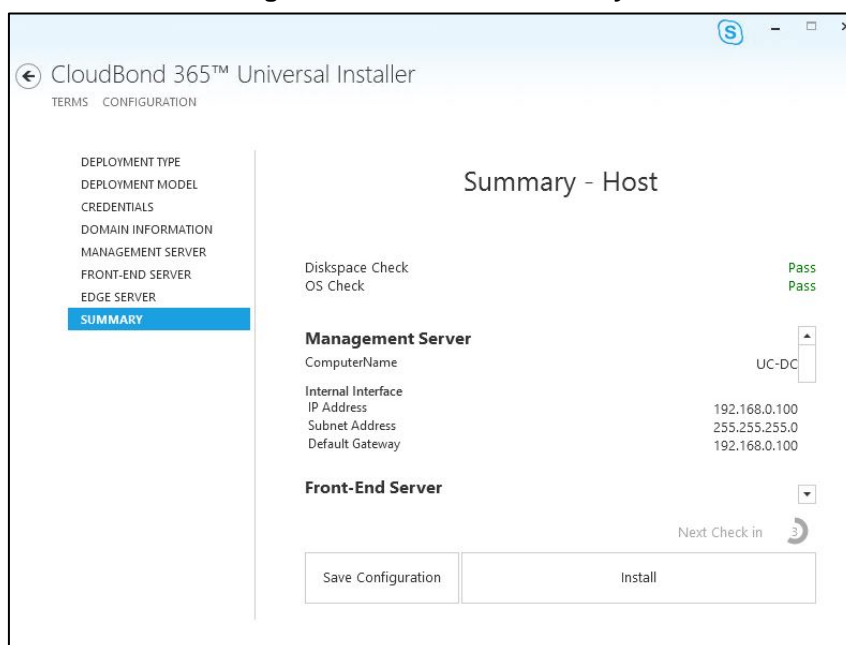 S
CloudBond 365™ Universal Installer
TERMS CONFIGURATION
DEPLOYMENT TYPE
DEPLOYMENT MODEL
CREDENTIALS
DOMAIN INFORMATION
MANAGEMENT SERVER
FRONT-END SERVER
EDGE SERVER
SUMMARY
Summary - Host
Diskspace Check Pass
OS Check Pass
Management Server
ComputerName UC-DC
Internal Interface
IP Address 192.168.0.100
Subnet Address 255.255.255.0
Default Gateway 192.168.0.100
Front-End Server
Next Check in 3
Save Configuration Install